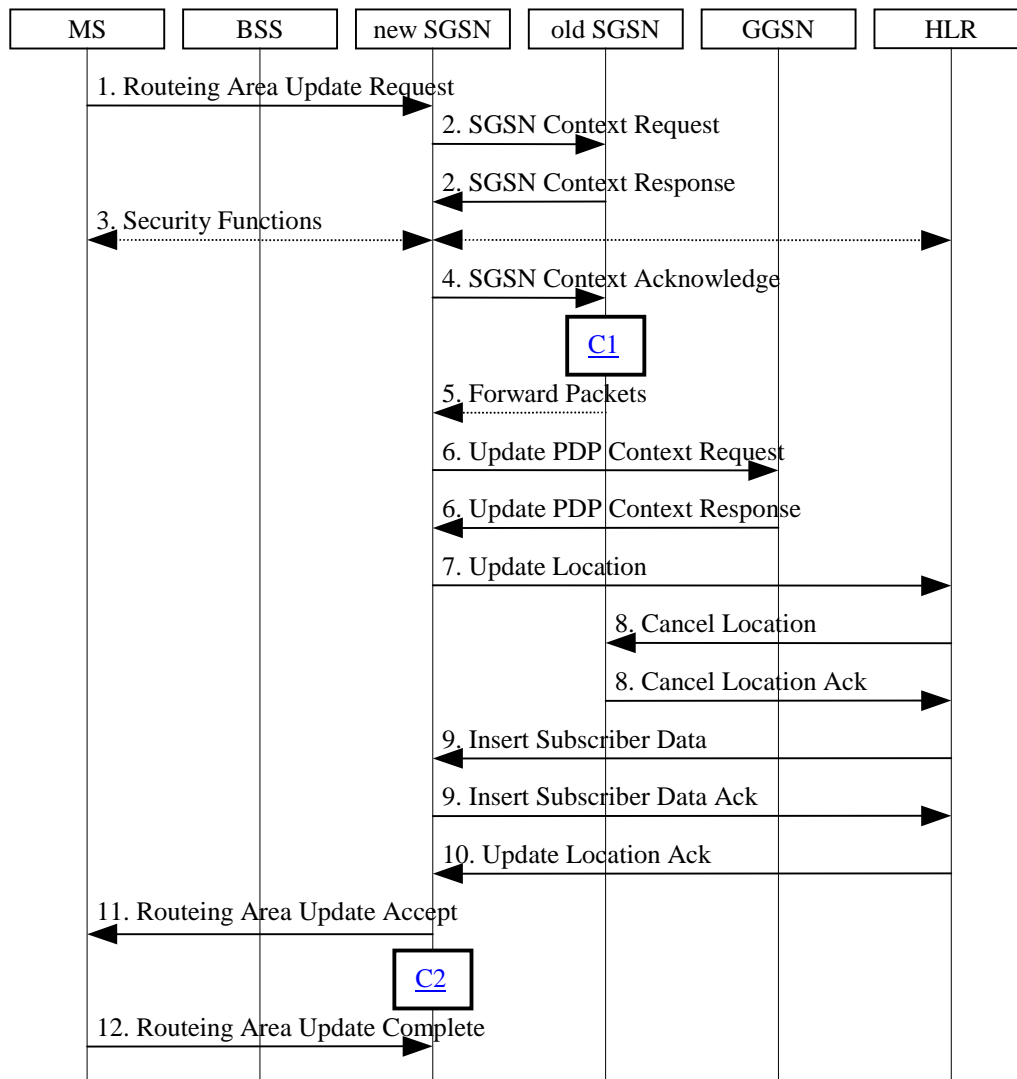 MS
BSS
new SGSN
old SGSN
GGSN
HLR
1. Routeing Area Update Request
2. SGSN Context Request
2. SGSN Context Response
3. Security Functions
4. SGSN Context Acknowledge
C1
5. Forward Packets
6. Update PDP Context Request
6. Update PDP Context Response
7. Update Location
8. Cancel Location
8. Cancel Location Ack
9. Insert Subscriber Data
9. Insert Subscriber Data Ack
10. Update Location Ack
11. Routeing Area Update Accept
C2
12. Routeing Area Update Complete